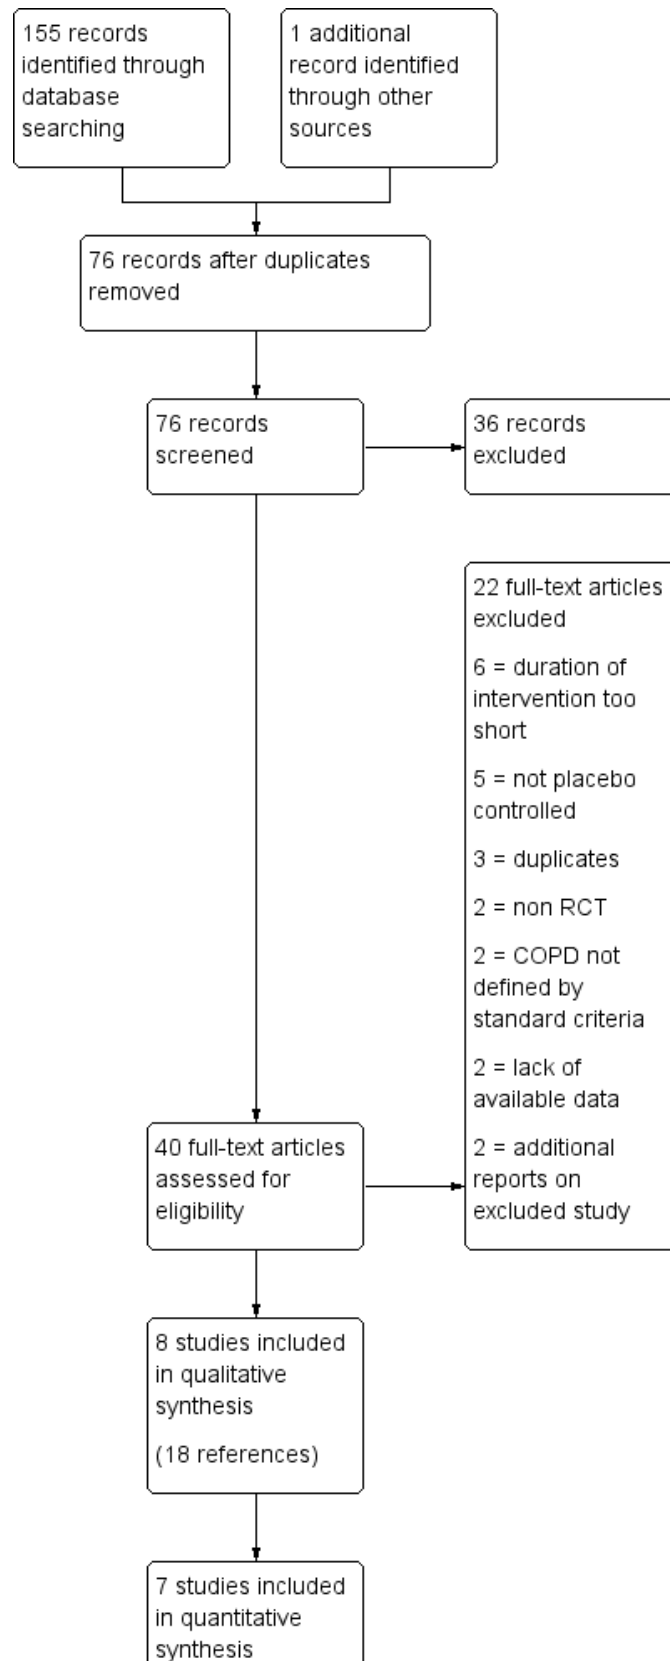 155 records
identified through
database
searching
1 additional
record identified
through other
sources
76 records after duplicates
removed
76 records
screened
36 records
excluded
22 full-text articles
excluded
6 = duration of
intervention too
short
5 = not placebo
controlled
3 = duplicates
2 = non RCT
2 = COPD not
defined by
standard criteria
2 = lack of
available data
2 = additional
reports on
excluded study
40 full-text articles
assessed for
eligibility
8 studies included
in qualitative
synthesis
(18 references)
7 studies included
in quantitative
synthesis